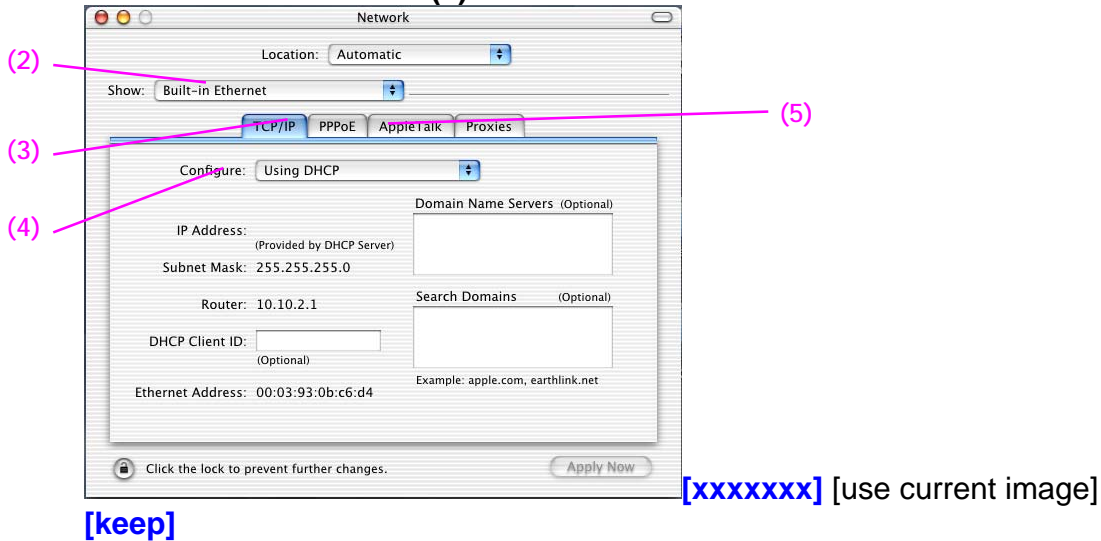 Network
Location: Automatic
(2)
Show: Built-in Ethernet
(5)
TCP/IP PPPoE AppleTalk Proxies
(3)
Configure: Using DHCP
Domain Name Servers (Optional)
(4)
IP Address:
(Provided by DHCP Server)
Subnet Mask: 255.255.255.0
Search Domains (Optional)
Router: 10.10.2.1
DHCP Client ID:
(Optional)
Example: apple.com, earthlink.net
Ethernet Address: 00:03:93:0b:c6:d4
Click the lock to prevent further changes.
Apply Now
[xxxxxxx] [use current image]
[keep]